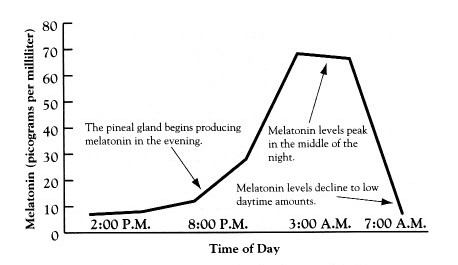 80
70
60
50
40
30
20
10
0
Melatonin (picograms per milliliter)
The pineal gland begins producing
melatonin in the evening.
Melatonin levels peak
in the middle of the
night.
Melatonin levels decline to low
daytime amounts.
2:00 P.M. 8:00 P.M. 3:00 A.M. 7:00 A.M.
Time of Day